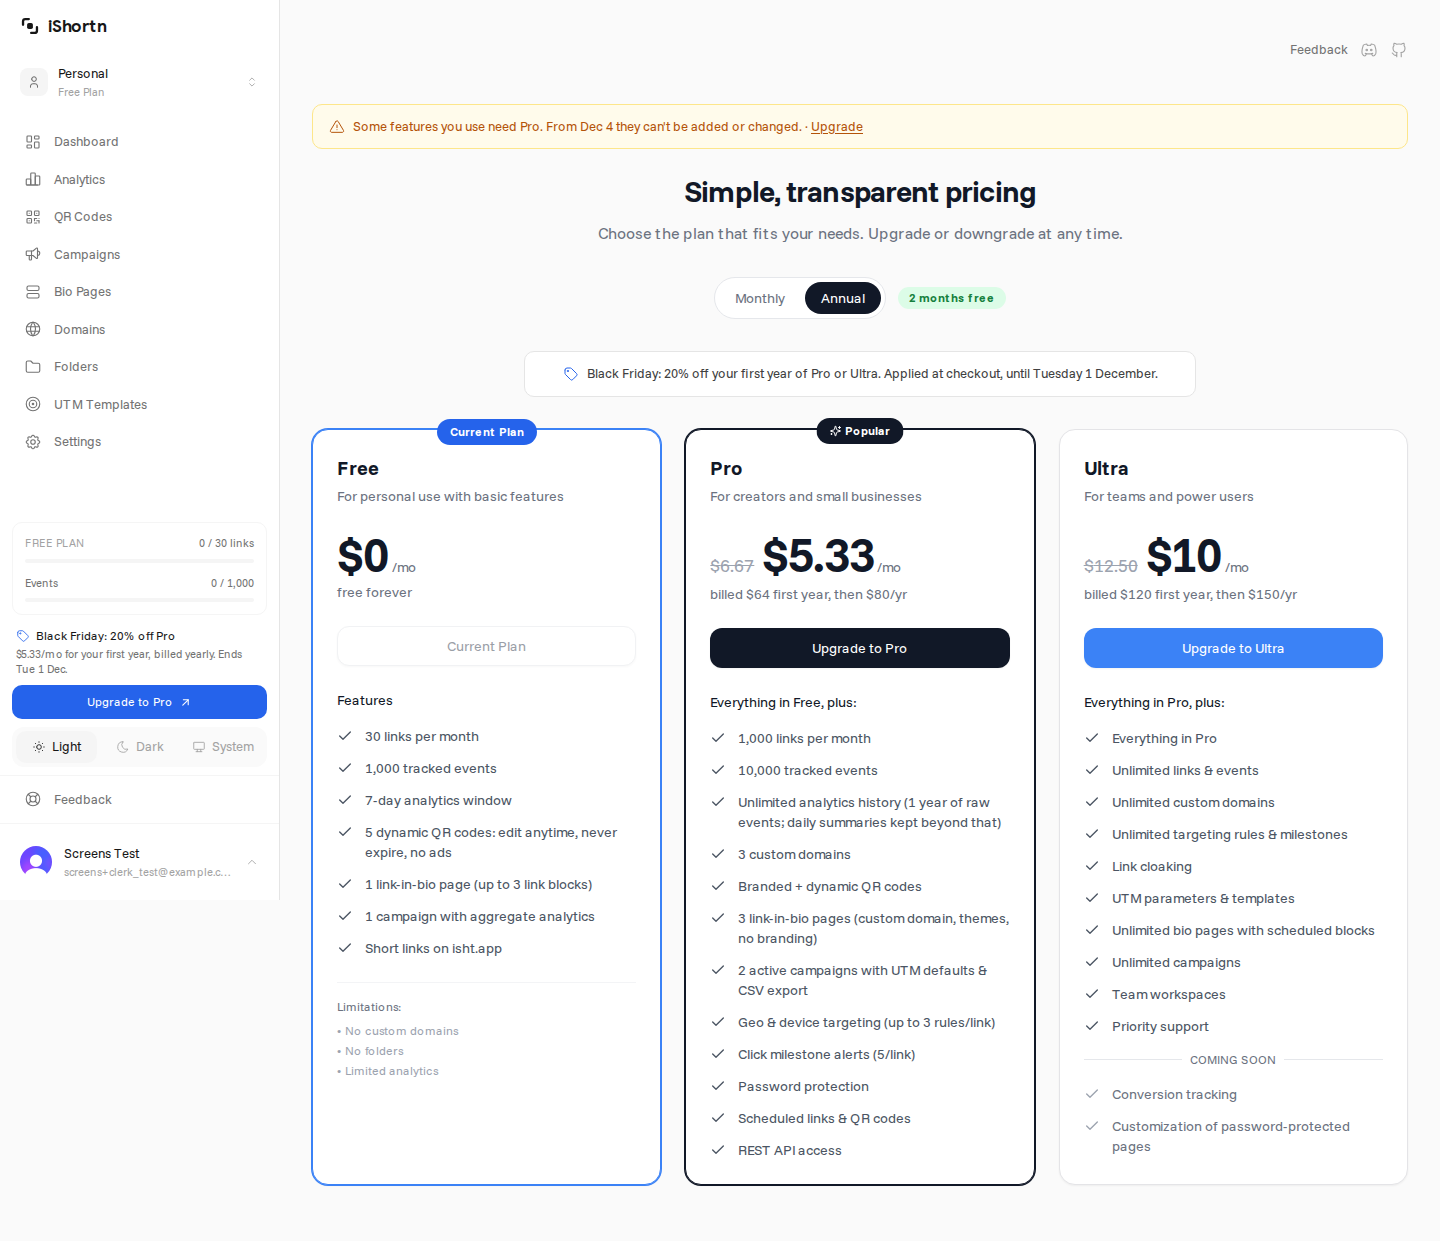 iShortn
Personal
Free Plan
Dashboard
Analytics
QR Codes
Campaigns
Bio Pages
Domains
Folders
UTM Templates
Settings
FREE PLAN 0 / 30 links
Events 0 / 1,000
Black Friday: 20% off Pro
$5.33/mo for your first year, billed yearly. Ends
Tue 1 Dec.
Upgrade to Pro
Light Dark System
Feedback
Screens Test
screens+clerk_test@example.c...
Feedback
Some features you use need Pro. From Dec 4 they can't be added or changed. · Upgrade
Simple, transparent pricing
Choose the plan that fits your needs. Upgrade or downgrade at any time.
Monthly Annual 2 months free
Black Friday: 20% off your first year of Pro or Ultra. Applied at checkout, until Tuesday 1 December.
Current Plan
Free
For personal use with basic features
$0 /mo
free forever
Current Plan
Features
30 links per month
1,000 tracked events
7-day analytics window
5 dynamic QR codes: edit anytime, never
expire, no ads
1 link-in-bio page (up to 3 link blocks)
1 campaign with aggregate analytics
Short links on isht.app
Limitations:
• No custom domains
• No folders
• Limited analytics
Popular
Pro
For creators and small businesses
$6.67 $5.33 /mo
billed $64 first year, then $80/yr
Upgrade to Pro
Everything in Free, plus:
1,000 links per month
10,000 tracked events
Unlimited analytics history (1 year of raw
events; daily summaries kept beyond that)
3 custom domains
Branded + dynamic QR codes
3 link-in-bio pages (custom domain, themes,
no branding)
2 active campaigns with UTM defaults &
CSV export
Geo & device targeting (up to 3 rules/link)
Click milestone alerts (5/link)
Password protection
Scheduled links & QR codes
REST API access
Ultra
For teams and power users
$12.50 $10 /mo
billed $120 first year, then $150/yr
Upgrade to Ultra
Everything in Pro, plus:
Everything in Pro
Unlimited links & events
Unlimited custom domains
Unlimited targeting rules & milestones
Link cloaking
UTM parameters & templates
Unlimited bio pages with scheduled blocks
Unlimited campaigns
Team workspaces
Priority support
COMING SOON
Conversion tracking
Customization of password-protected
pages